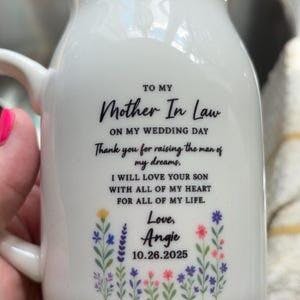 TO MY
Mother In Law
ON MY WEDDING DAY
Thank you for raising the man of
my dreams,
I WILL LOVE YOUR SON
WITH ALL OF MY HEART
FOR ALL OF MY LIFE.
Love,
Angie
10.26.2025